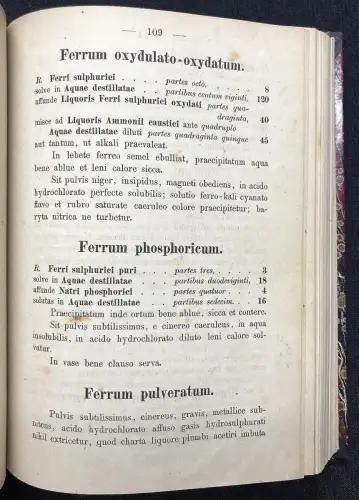 — 109 —
Ferrum oxydulato-oxydatum.
R. Ferri sulphurici . . . . partes octo, . . . . 8
solve in Aquae destillatae . . partibus centum viginti, 120
affunde Liquoris Ferri sulphurici oxydati partes qua-
draginta, 40
misce ad Liquoris Ammonii caustici ante quadruplo
Aquae destillatae diluti partes quadraginta quinque 45
aut tantum, ut alkali praevaleat.
In lebete ferreo semel ebulliat, praecipitatum aqua
bene ablue et leni calore sicca.
Sit pulvis niger, insipidus, magneti obediens, in acido
hydrochlorato perfecte solubilis; solutio ferro-kali cyanato
flavo et rubro saturate caeruleo colore praecipitetur; ba-
ryta nitrica ne turbetur.
Ferrum phosphoricum.
R. Ferri sulphurici puri . . . partes tres, . . . . 3
solve in Aquae destillatae . . . partibus duodeviginti, 18
affunde Natri phosphorici . . . partes quatuor . . . 4
solutas in Aquae destillatae . . . partibus sedecim. . . 16
Praecipitatum inde ortum bene ablue, sicca et contere.
Sit pulvis subtilissimus, e cinereo caeruleus, in aqua
insolubilis, in acido hydrochlorato diluto leni calore sol-
vatur.
In vase bene clauso serva.
Ferrum pulveratum.
Pulvis subtilissimus, cinereus, gravis, metallice sub-
nitens, acido hydrochlorato affuso gasis hydrosulphurati
nihil extricetur, quod charta liquore plumbi acetici imbuta